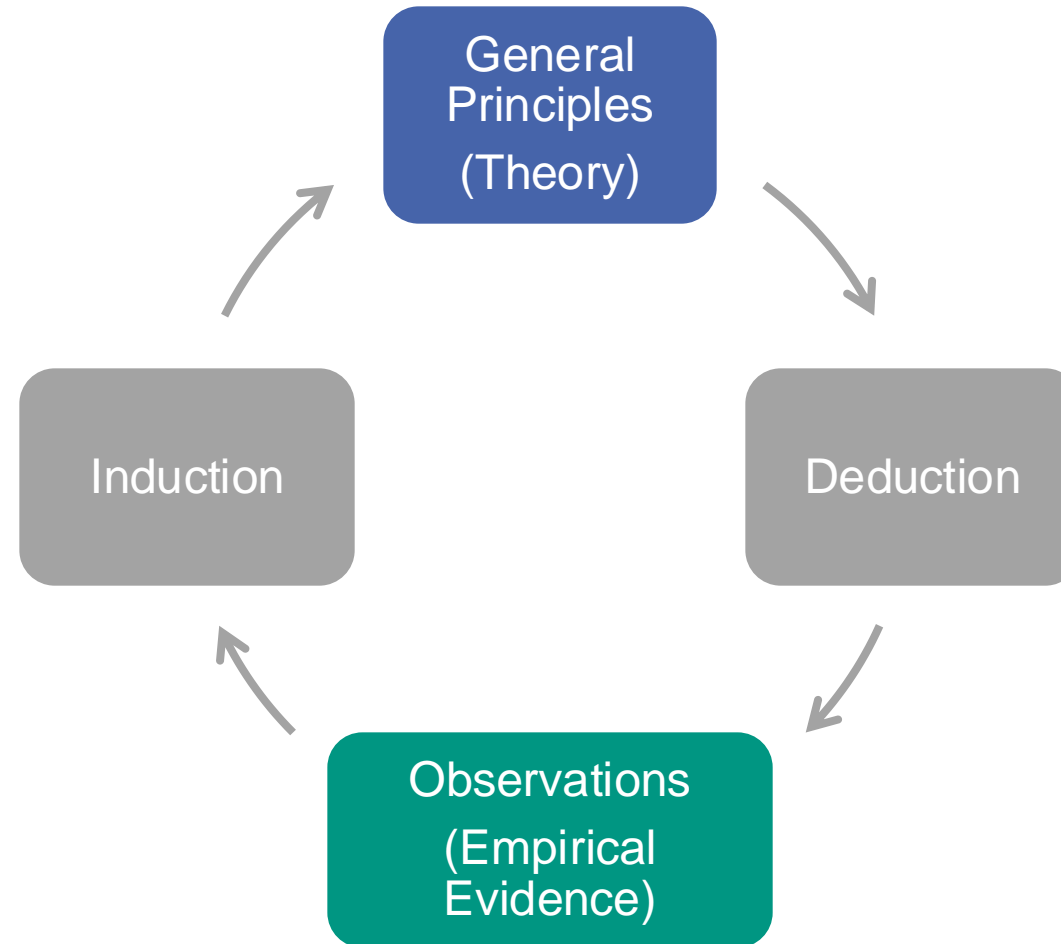 General
Principles
(Theory)
Induction
Deduction
Observations
(Empirical
Evidence)